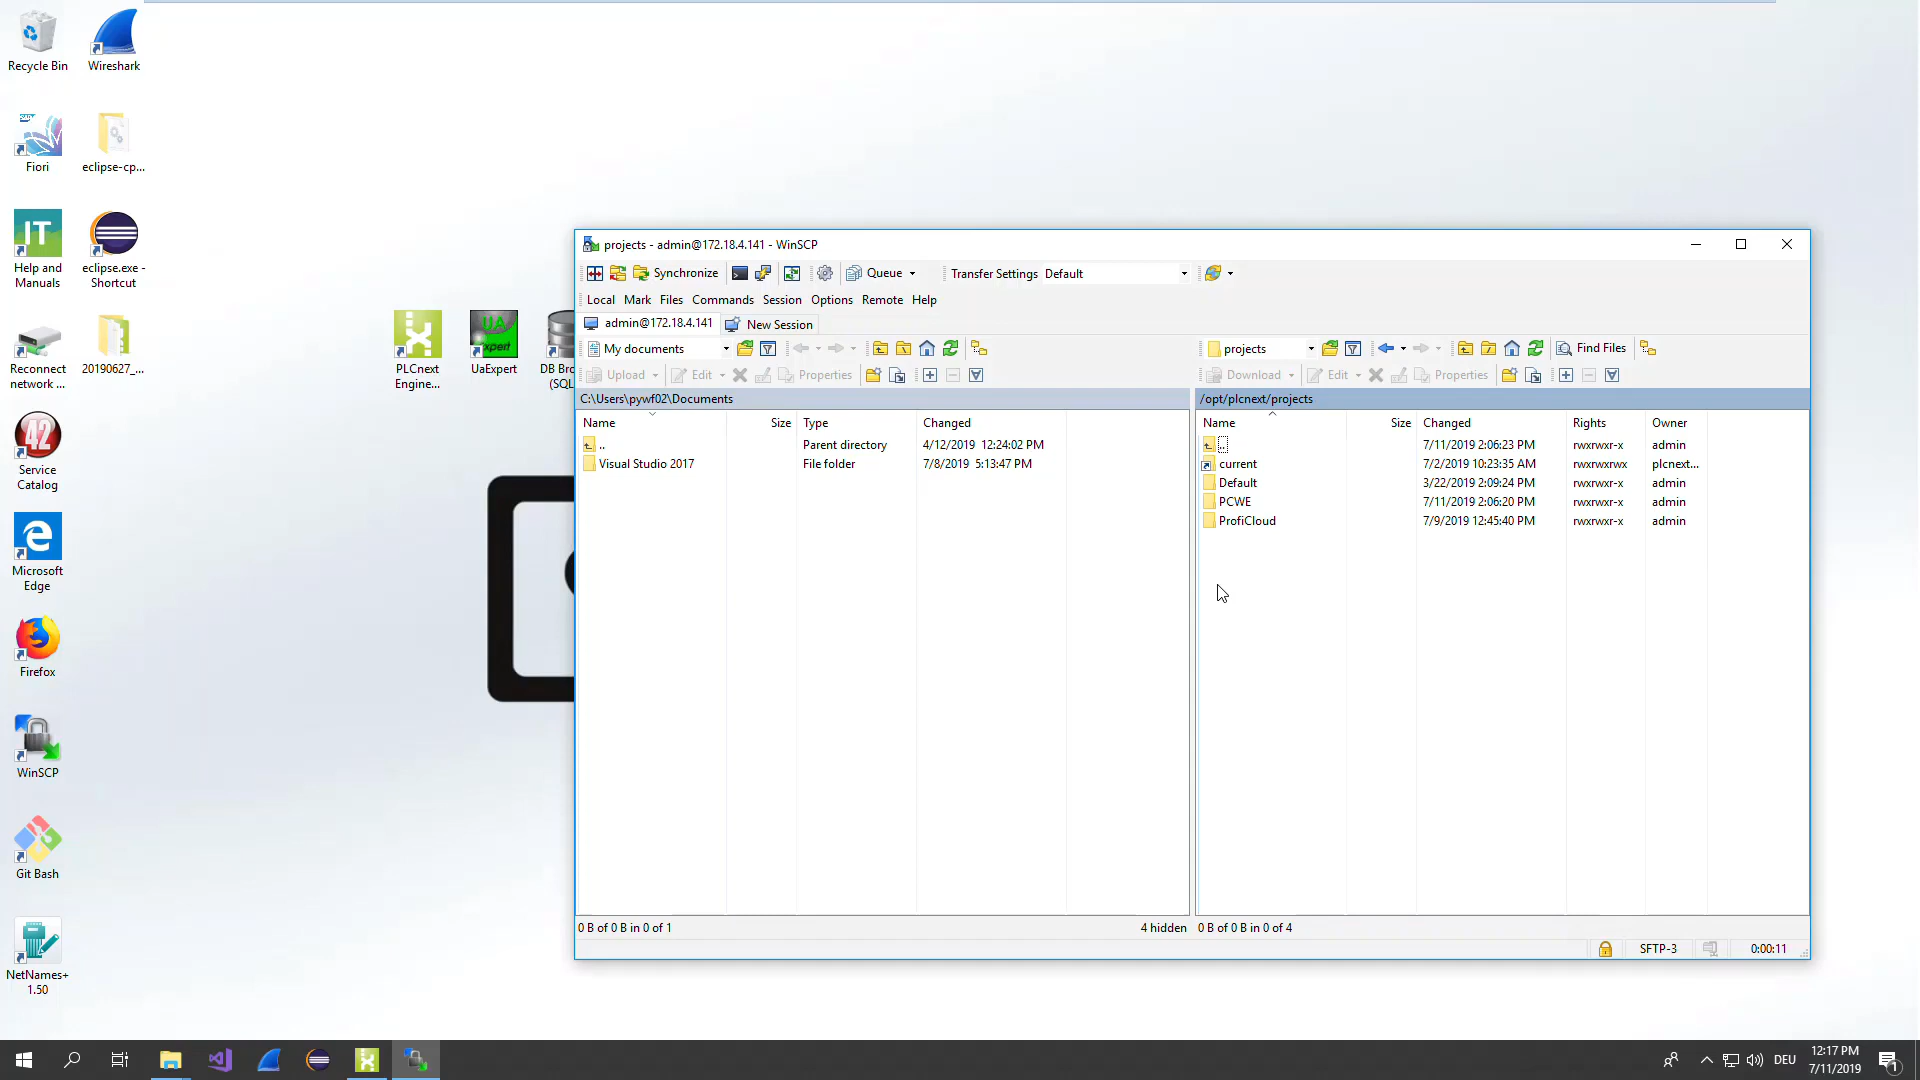 Recycle Bin
Wireshark
SAP
Fiori
eclipse-cp...
IT
Help and
Manuals
eclipse.exe -
Shortcut
Reconnect
network ...
20190627_...
42
Service
Catalog
Microsoft
Edge
Firefox
WinSCP
Git Bash
NetNames+
1.50
PLCnext
Engine...
UA
Expert
UaExpert
DB Bro
(SQL
projects - admin@172.18.4.141 - WinSCP
Synchronize
Queue
Transfer Settings Default
Local Mark Files Commands Session Options Remote Help
admin@172.18.4.141
New Session
My documents
Upload Edit Properties
C:\Users\pywf02\Documents
Name Size Type Changed
.. Parent directory 4/12/2019 12:24:02 PM
Visual Studio 2017 File folder 7/8/2019 5:13:47 PM
0 B of 0 B in 0 of 1
4 hidden
projects
Find Files
Download Edit Properties
/opt/plcnext/projects
Name Size Changed Rights Owner
.. 7/11/2019 2:06:23 PM rwxrwxr-x admin
current 7/2/2019 10:23:35 AM rwxrwxrwx plcnext...
Default 3/22/2019 2:09:24 PM rwxrwxr-x admin
PCWE 7/11/2019 2:06:20 PM rwxrwxr-x admin
ProfiCloud 7/9/2019 12:45:40 PM rwxrwxr-x admin
0 B of 0 B in 0 of 4
SFTP-3
0:00:11
DEU
12:17 PM
7/11/2019
1